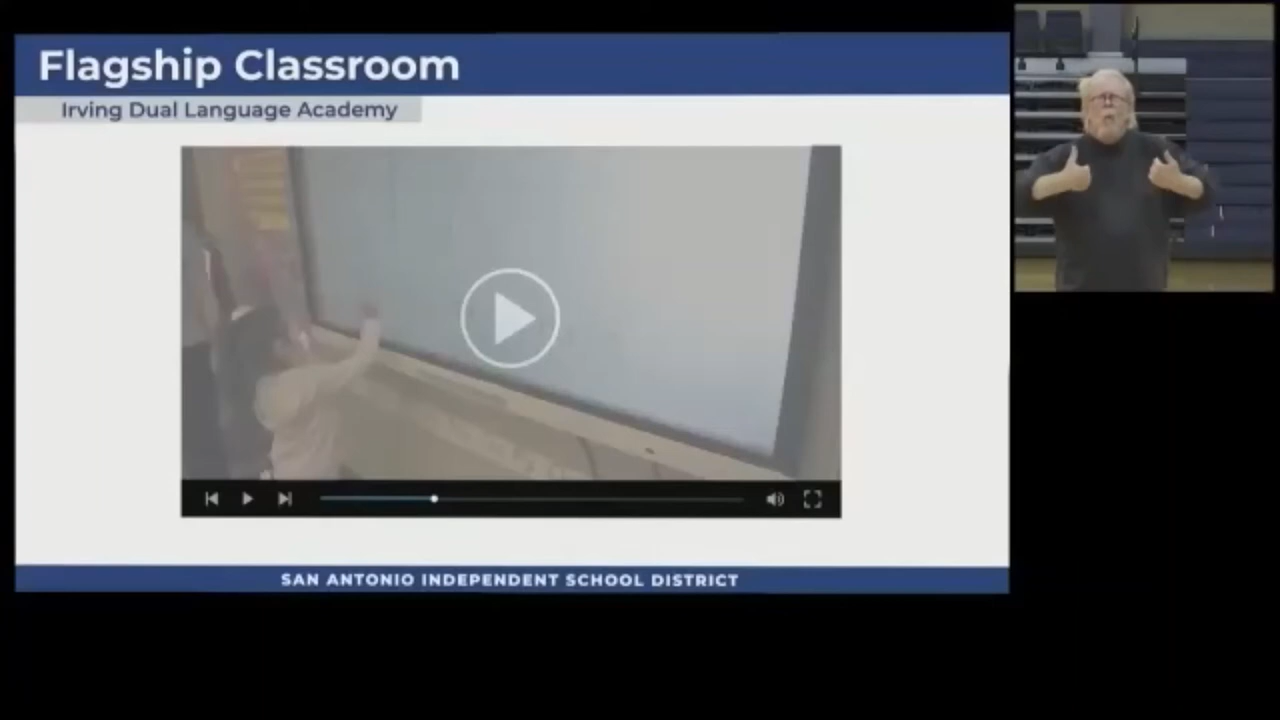 Flagship Classroom
Irving Dual Language Academy
SAN ANTONIO INDEPENDENT SCHOOL DISTRICT